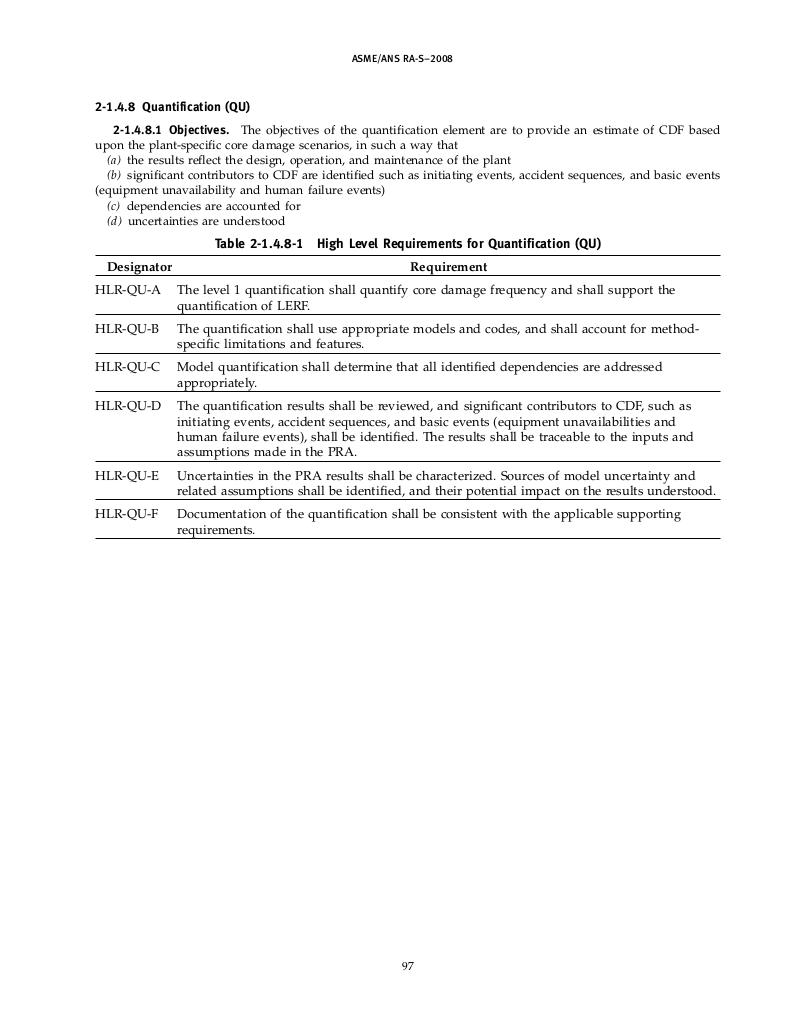 ASME/ANS RA-S–2008
2-1.4.8 Quantification (QU)
2-1.4.8.1 Objectives. The objectives of the quantification element are to provide an estimate of CDF based
upon the plant-specific core damage scenarios, in such a way that
(a) the results reflect the design, operation, and maintenance of the plant
(b) significant contributors to CDF are identified such as initiating events, accident sequences, and basic events
(equipment unavailability and human failure events)
(c) dependencies are accounted for
(d) uncertainties are understood
Table 2-1.4.8-1 High Level Requirements for Quantification (QU)
Designator Requirement
HLR-QU-A The level 1 quantification shall quantify core damage frequency and shall support the
quantification of LERF.
HLR-QU-B The quantification shall use appropriate models and codes, and shall account for method-
specific limitations and features.
HLR-QU-C Model quantification shall determine that all identified dependencies are addressed
appropriately.
HLR-QU-D The quantification results shall be reviewed, and significant contributors to CDF, such as
initiating events, accident sequences, and basic events (equipment unavailabilities and
human failure events), shall be identified. The results shall be traceable to the inputs and
assumptions made in the PRA.
HLR-QU-E Uncertainties in the PRA results shall be characterized. Sources of model uncertainty and
related assumptions shall be identified, and their potential impact on the results understood.
HLR-QU-F Documentation of the quantification shall be consistent with the applicable supporting
requirements.
97